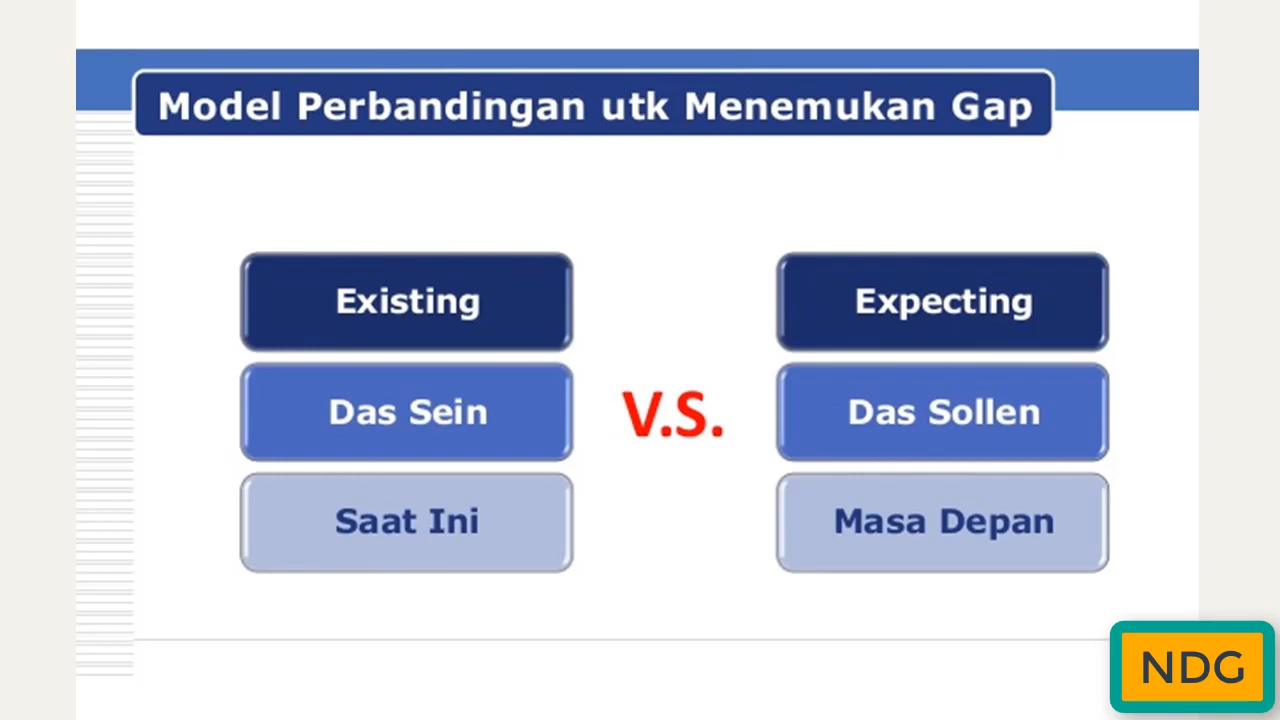 Model Perbandingan utk Menemukan Gap
Existing
Das Sein
Saat Ini
V.S.
Expecting
Das Sollen
Masa Depan
NDG